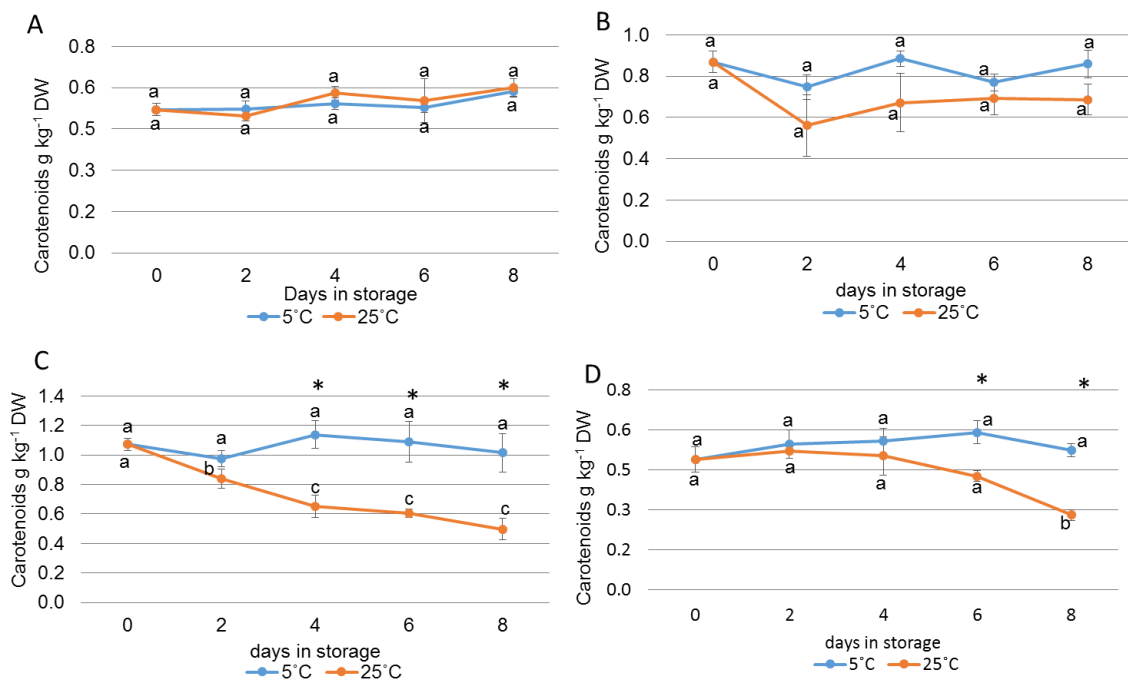 A
Carotenoids g kg⁻¹ DW
0.8
0.6
0.5
0.3
0.2
0.0
a a a a a
a a a a a
0 2 4 6 8
Days in storage
5˚C 25˚C
B
Carotenoids g kg⁻¹ DW
1.0
0.8
0.6
0.4
0.2
0.0
a a a a a
a a a a a
0 2 4 6 8
days in storage
5˚C 25˚C
C
Carotenoids g kg⁻¹ DW
1.4
1.2
1.0
0.8
0.6
0.4
0.2
0.0
* * *
a a a a a
a b c c c
0 2 4 6 8
days in storage
5˚C 25˚C
D
Carotenoids g kg⁻¹ DW
0.8
0.6
0.5
0.3
0.2
0.0
* *
a a a a a
a a a a b
0 2 4 6 8
days in storage
5˚C 25˚C